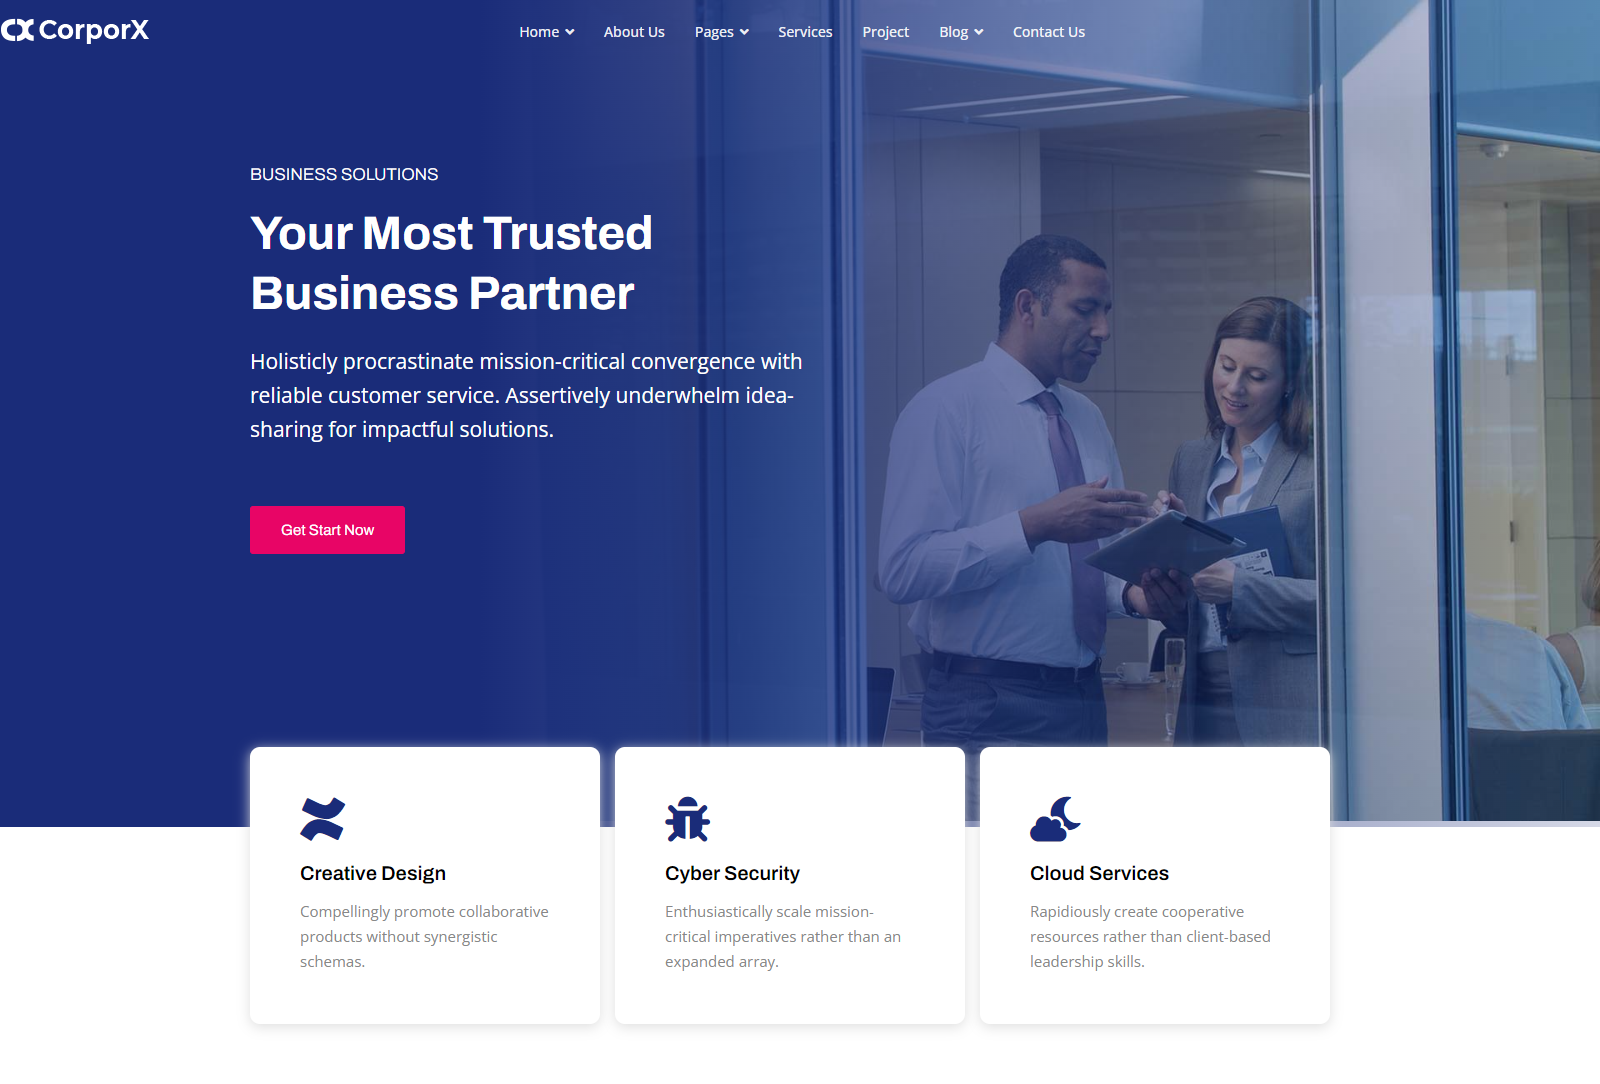 CX CorporX
Home About Us Pages Services Project Blog Contact Us
BUSINESS SOLUTIONS
Your Most Trusted
Business Partner
Holisticly procrastinate mission-critical convergence with
reliable customer service. Assertively underwhelm idea-
sharing for impactful solutions.
Get Start Now
Creative Design
Compellingly promote collaborative
products without synergistic
schemas.
Cyber Security
Enthusiastically scale mission-
critical imperatives rather than an
expanded array.
Cloud Services
Rapidiously create cooperative
resources rather than client-based
leadership skills.